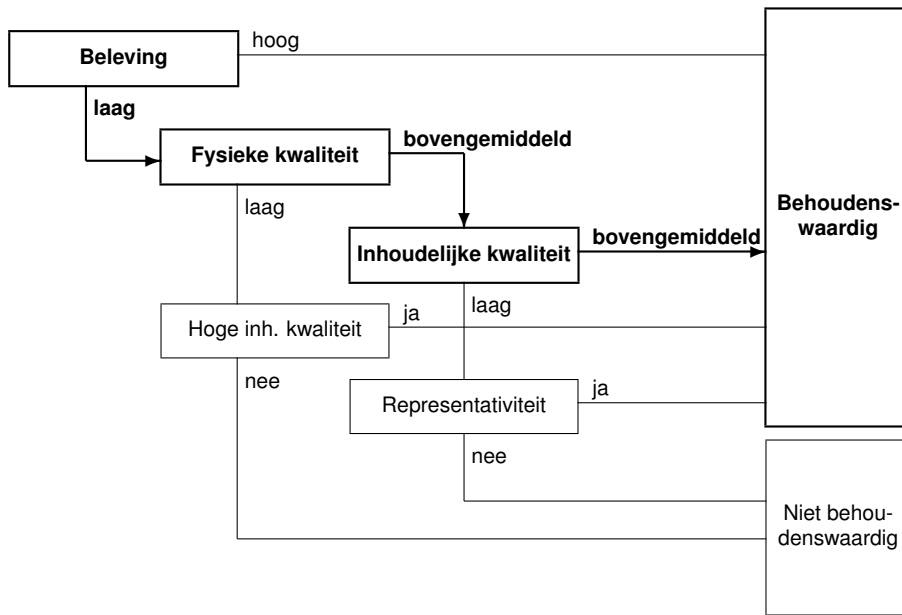 hoog
Beleving
laag
bovengemiddeld
Fysieke kwaliteit
laag
Behoudens-
waardig
bovengemiddeld
Inhoudelijke kwaliteit
laag
ja
Hoge inh. kwaliteit
nee
ja
Representativiteit
nee
Niet behou-
denswaardig